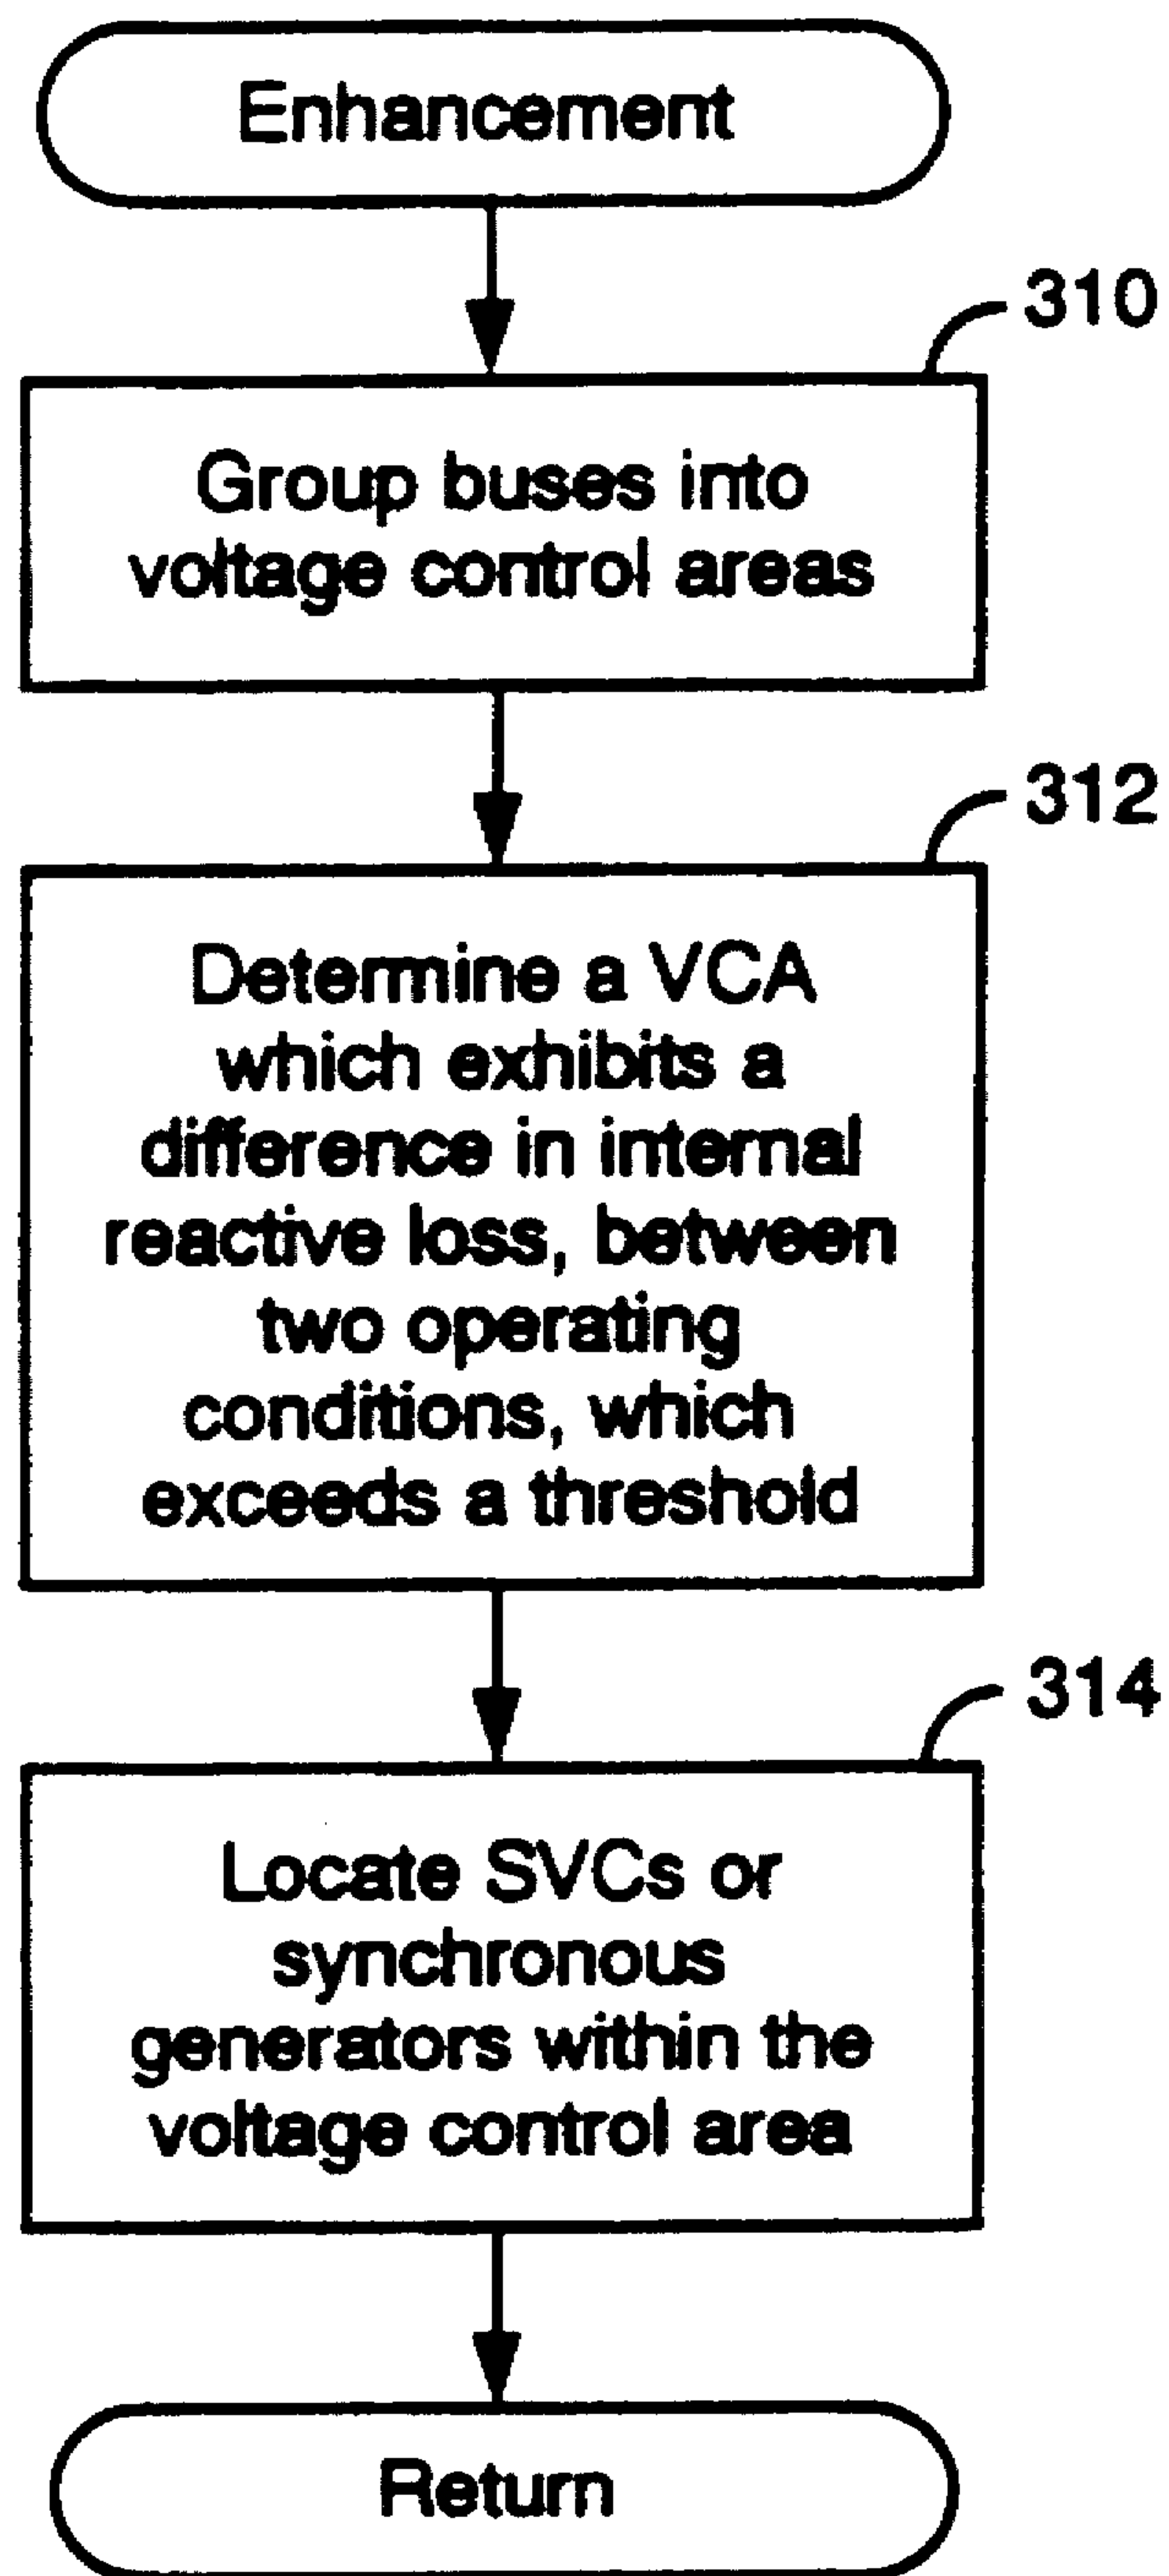 Enhancement
310
Group buses into
voltage control areas
312
Determine a VCA
which exhibits a
difference in internal
reactive loss, between
two operating
conditions, which
exceeds a threshold
314
Locate SVCs or
synchronous
generators within the
voltage control area
Return